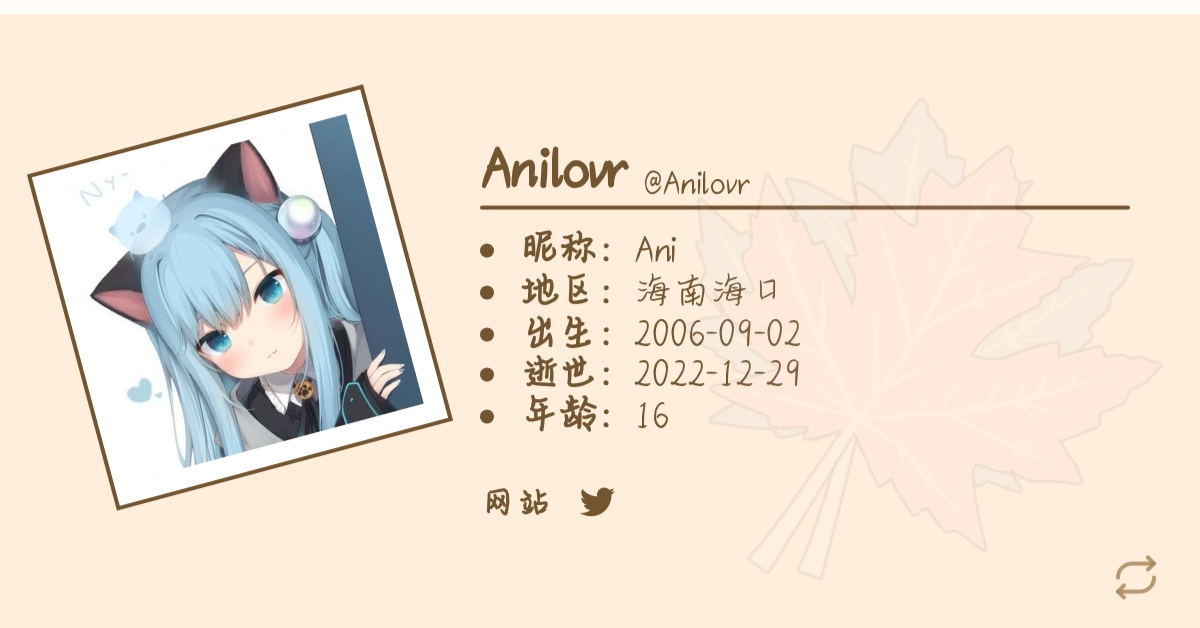 Ny~
Anilovr @Anilovr
昵称：Ani
地区：海南海口
出生：2006-09-02
逝世：2022-12-29
年龄：16
网站